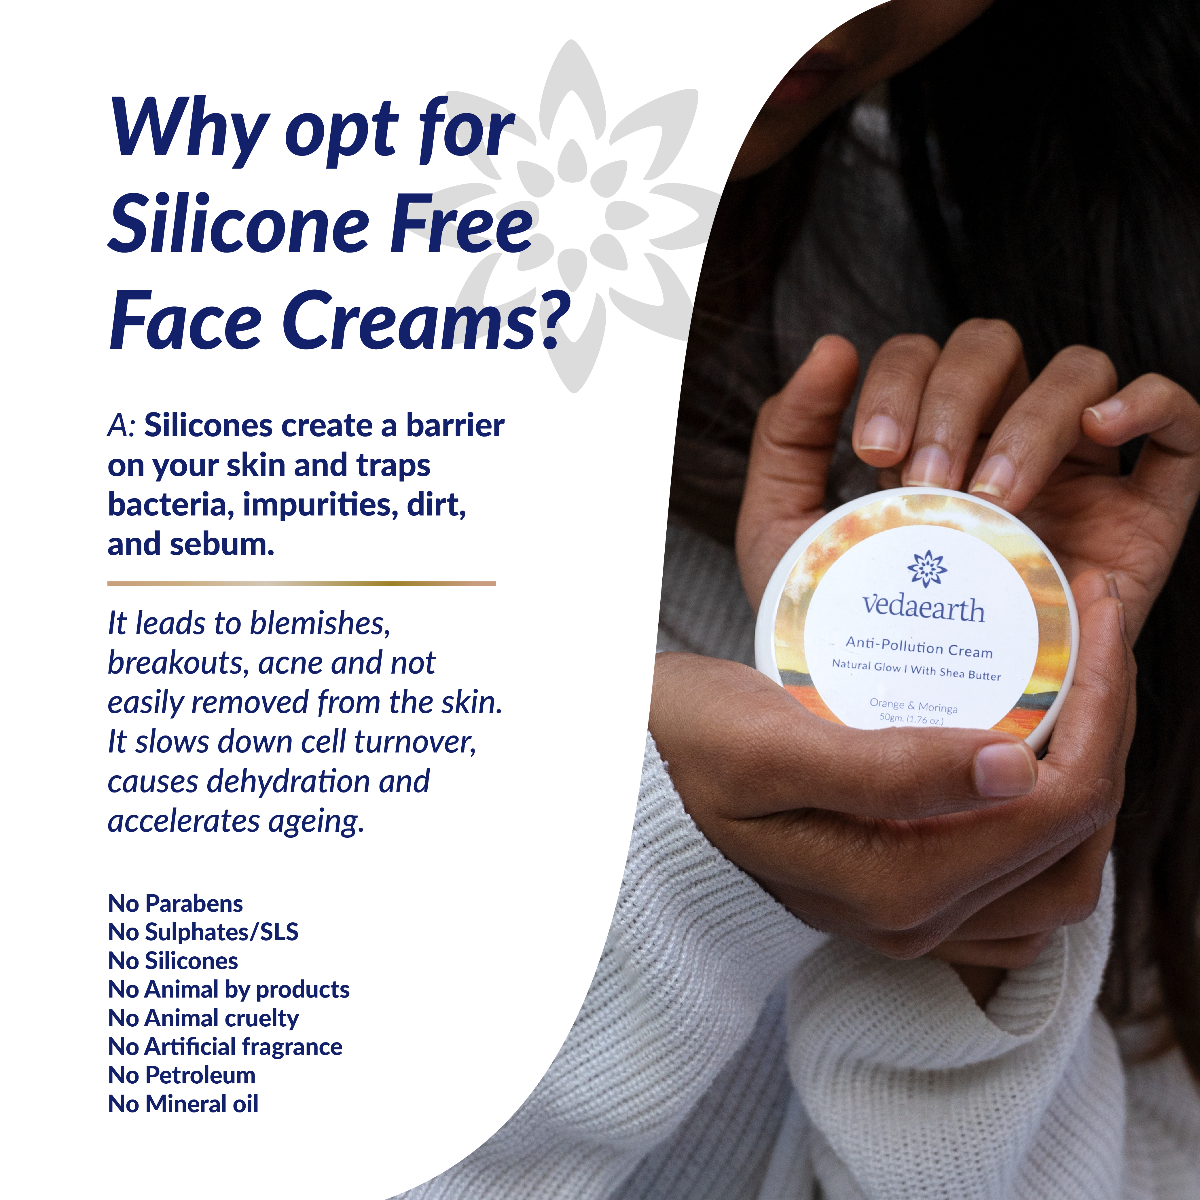 Why opt for
Silicone Free
Face Creams?
A: Silicones create a barrier
on your skin and traps
bacteria, impurities, dirt,
and sebum.
It leads to blemishes,
breakouts, acne and not
easily removed from the skin.
It slows down cell turnover,
causes dehydration and
accelerates ageing.
No Parabens
No Sulphates/SLS
No Silicones
No Animal by products
No Animal cruelty
No Artificial fragrance
No Petroleum
No Mineral oil
vedaearth
Anti-Pollution Cream
Natural Glow I With Shea Butter
Orange & Moringa
50gm. (1.76 oz.)